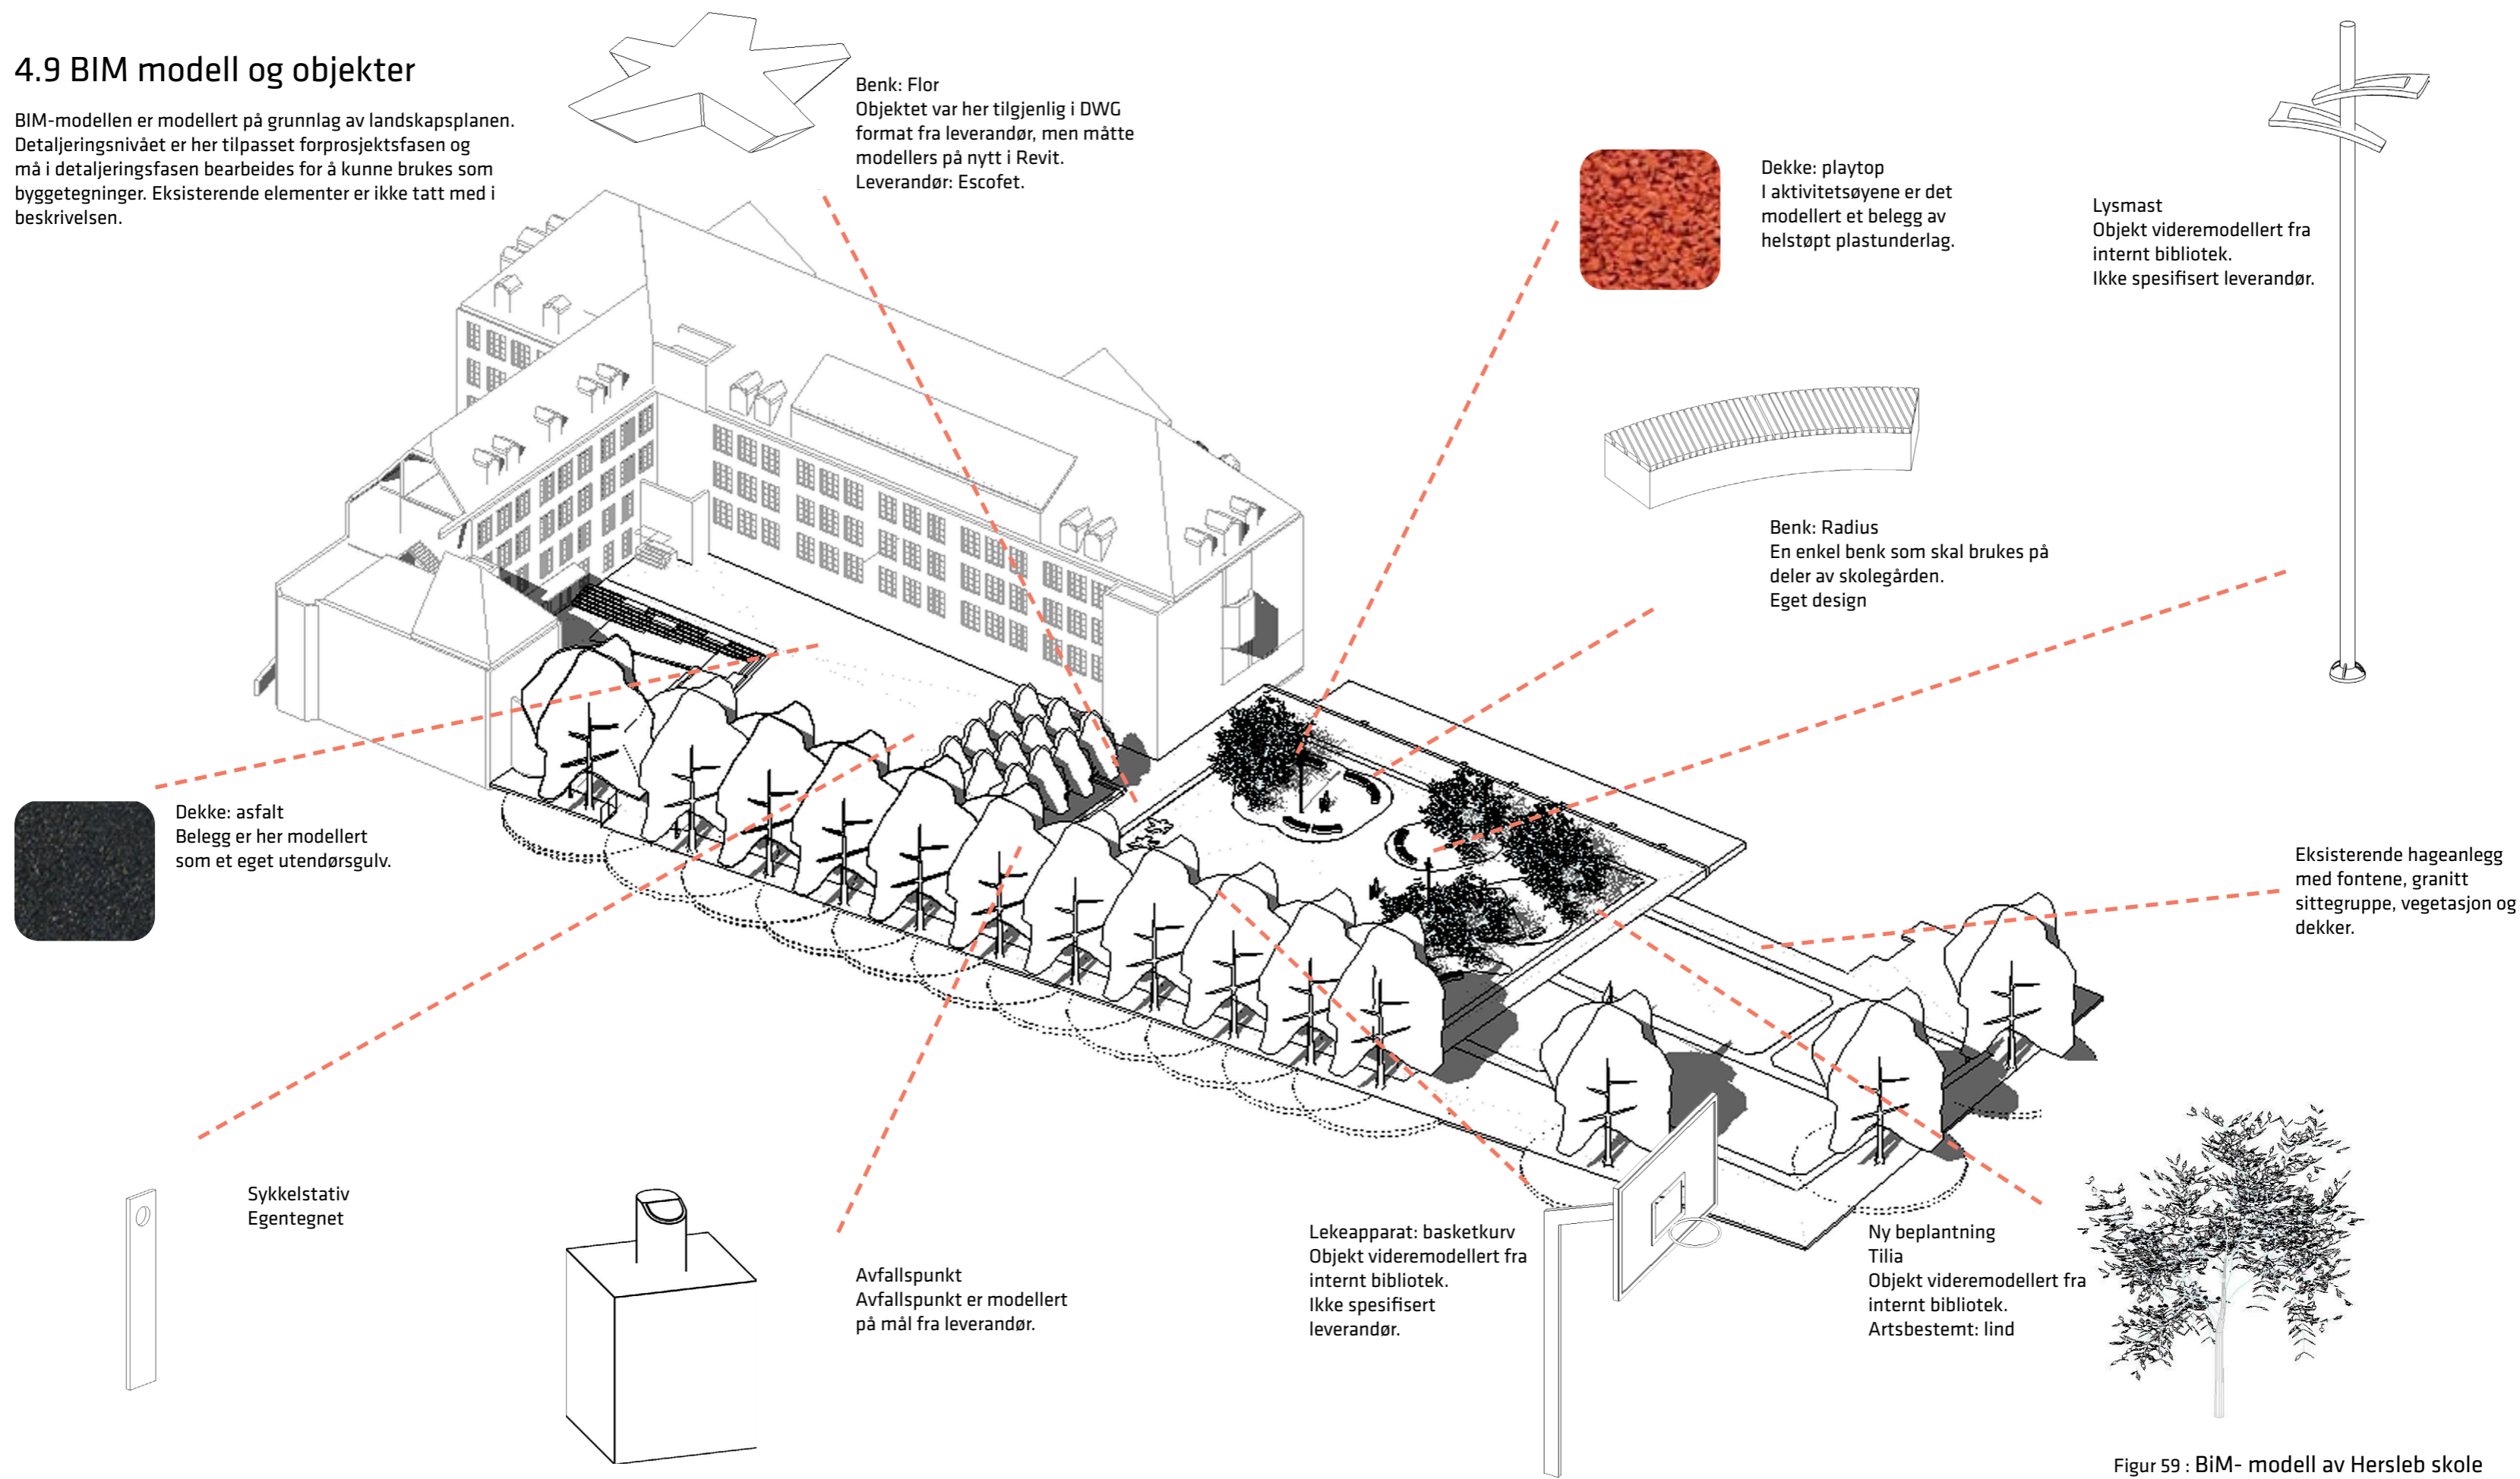 4.9 BIM modell og objekter
BIM-modellen er modellert på grunnlag av landskapsplanen.
Detaljeringsnivået er her tilpasset forprosjektsfasen og
må i detaljeringsfasen bearbeides for å kunne brukes som
byggetegninger. Eksisterende elementer er ikke tatt med i
beskrivelsen.
Benk: Flor
Objektet var her tilgjenlig i DWG
format fra leverandør, men måtte
modellers på nytt i Revit.
Leverandør: Escofet.
Dekke: playtop
I aktivitetsøyene er det
modellert et belegg av
helstøpt plastunderlag.
Lysmast
Objekt videremodellert fra
internt bibliotek.
Ikke spesifisert leverandør.
Benk: Radius
En enkel benk som skal brukes på
deler av skolegården.
Eget design
Dekke: asfalt
Belegg er her modellert
som et eget utendørsgulv.
Eksisterende hageanlegg
med fontene, granitt
sittegruppe, vegetasjon og
dekker.
Sykkelstativ
Egentegnet
Avfallspunkt
Avfallspunkt er modellert
på mål fra leverandør.
Lekeapparat: basketkurv
Objekt videremodellert fra
internt bibliotek.
Ikke spesifisert
leverandør.
Ny beplantning
Tilia
Objekt videremodellert fra
internt bibliotek.
Artsbestemt: lind
Figur 59 : BiM- modell av Hersleb skole